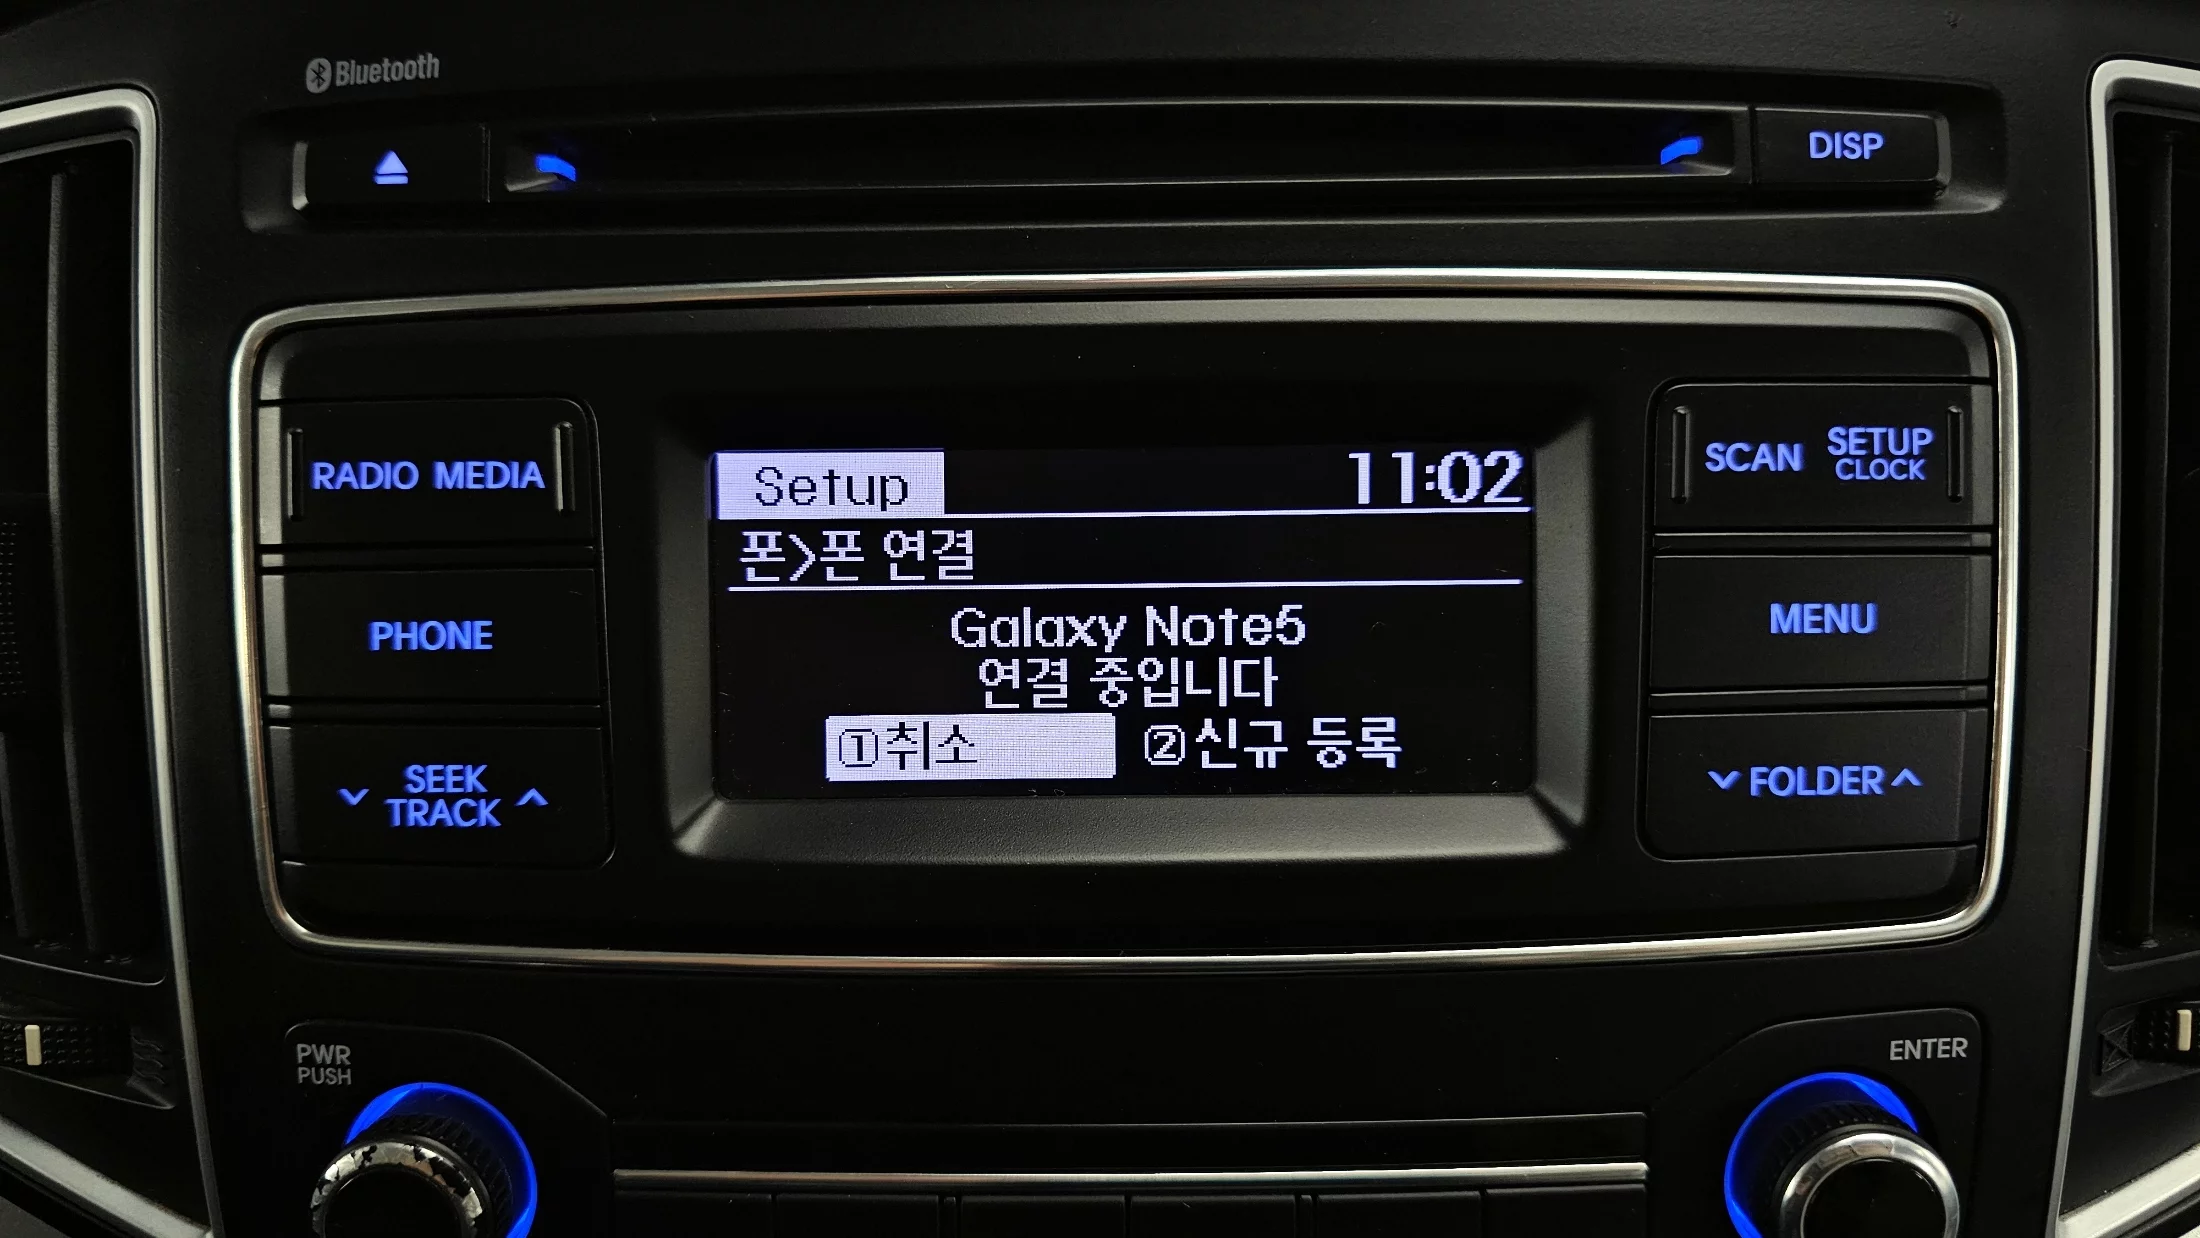 Bluetooth
DISP
RADIO MEDIA
PHONE
SEEK
TRACK
Setup 11:02
폰>폰 연결
Galaxy Note5
연결 중입니다
①취소 ②신규 등록
SCAN SETUP
CLOCK
MENU
FOLDER
PWR
PUSH
ENTER